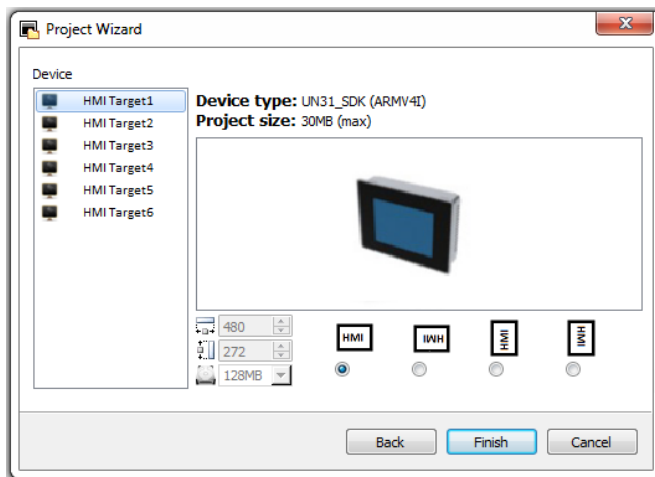 Project Wizard
Device
HMI Target1
HMI Target2
HMI Target3
HMI Target4
HMI Target5
HMI Target6
Device type: UN31_SDK (ARMV4I)
Project size: 30MB (max)
480
272
128MB
HMI
HMI
HMI
HMI
Back
Finish
Cancel